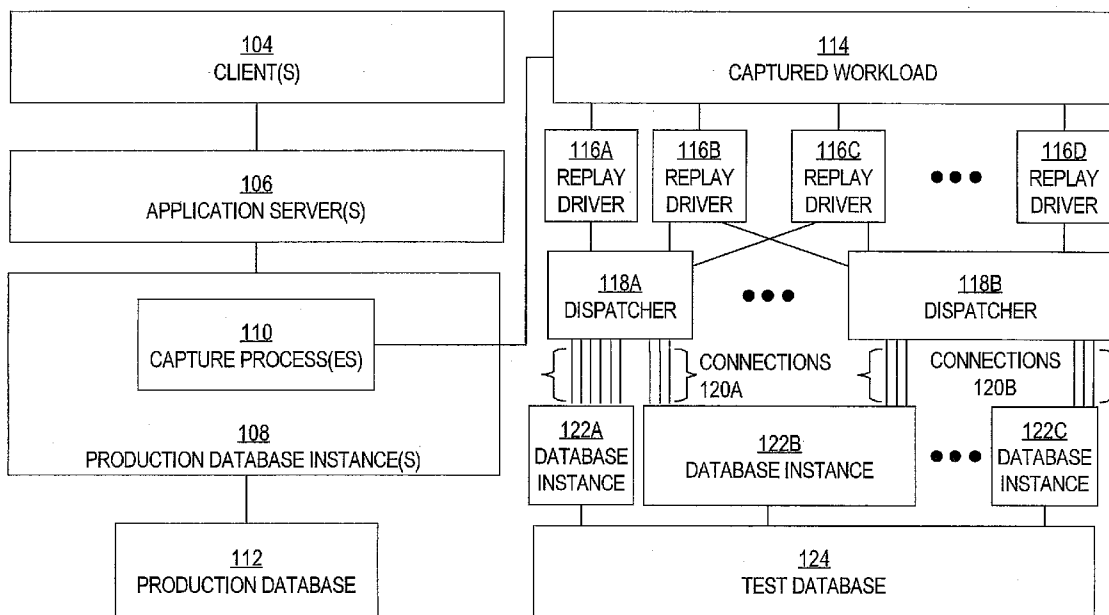 104
CLIENT(S)
106
APPLICATION SERVER(S)
110
CAPTURE PROCESS(ES)
108
PRODUCTION DATABASE INSTANCE(S)
112
PRODUCTION DATABASE
114
CAPTURED WORKLOAD
116A
REPLAY
DRIVER
116B
REPLAY
DRIVER
116C
REPLAY
DRIVER
116D
REPLAY
DRIVER
118A
DISPATCHER
118B
DISPATCHER
CONNECTIONS
120A
CONNECTIONS
120B
122A
DATABASE
INSTANCE
122B
DATABASE INSTANCE
122C
DATABASE
INSTANCE
124
TEST DATABASE